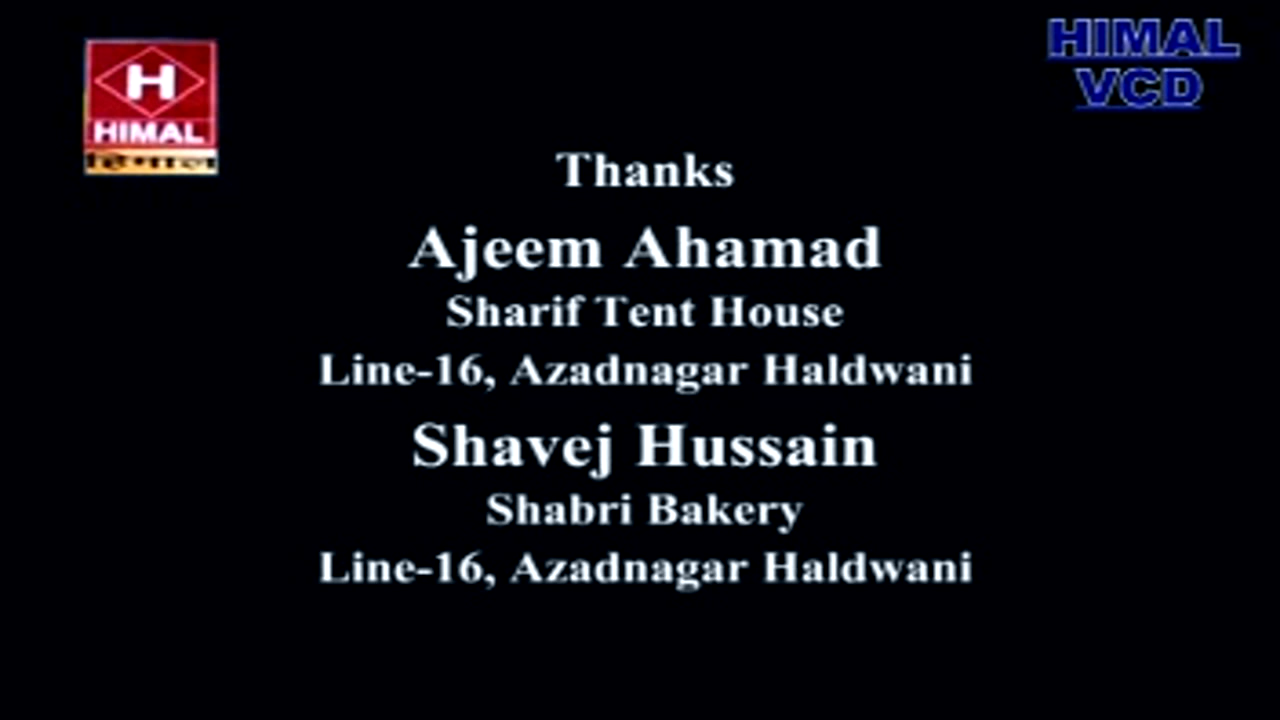 H
HIMAL
हिमाल
HIMAL
VCD
Thanks
Ajeem Ahamad
Sharif Tent House
Line-16, Azadnagar Haldwani
Shavej Hussain
Shabri Bakery
Line-16, Azadnagar Haldwani